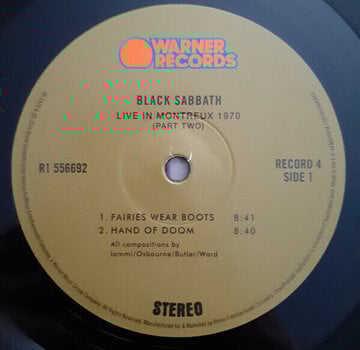 WARNER
RECORDS
BLACK SABBATH
LIVE IN MONTREUX 1970
(PART TWO)
R1 556692
RECORD 4
SIDE 1
1. FAIRIES WEAR BOOTS 8:41
2. HAND OF DOOM 8:40
All compositions by
Iommi/Osbourne/Butler/Ward
STEREO